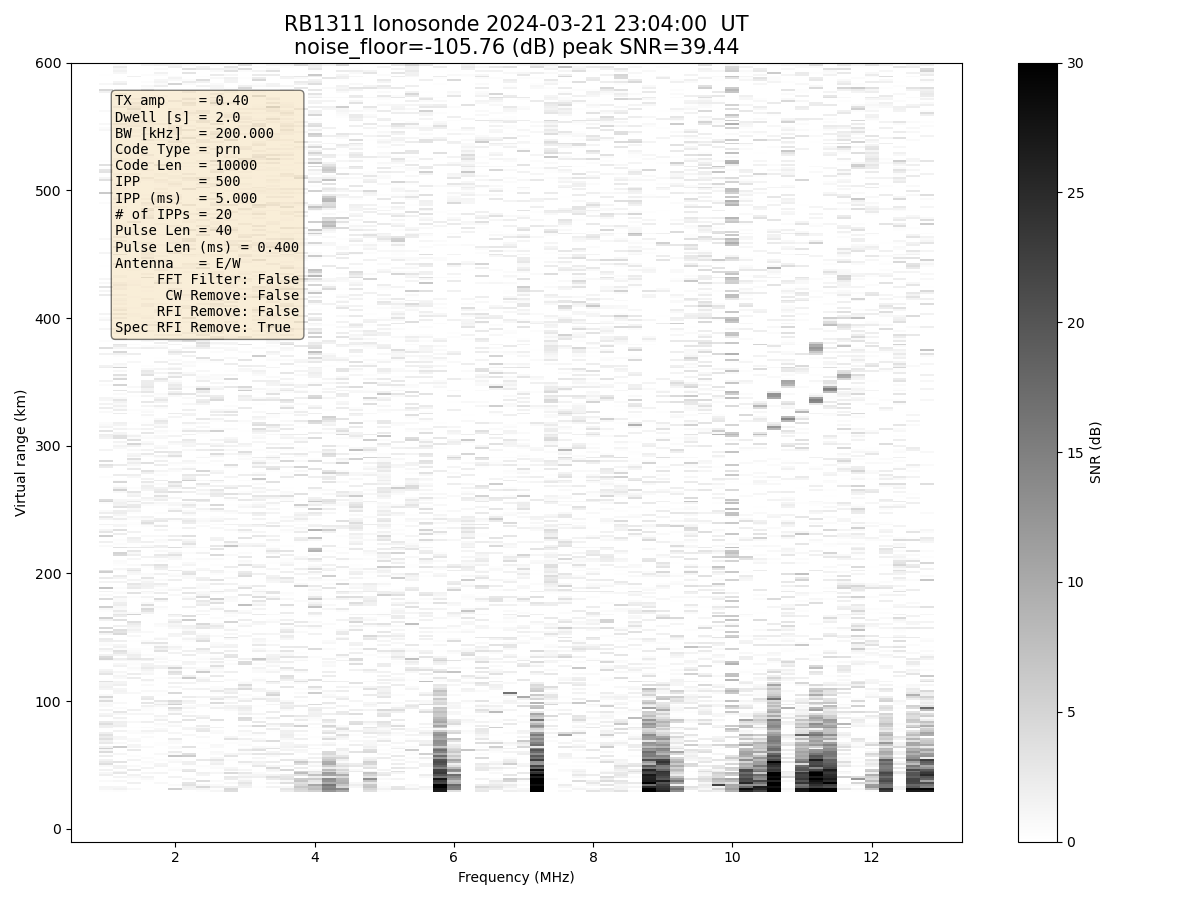 RB1311 Ionosonde 2024-03-21 23:04:00  UT
noise_floor=-105.76 (dB) peak SNR=39.44
600
500
400
300
200
100
0
Virtual range (km)
TX amp    = 0.40
Dwell [s] = 2.0
BW [kHz]  = 200.000
Code Type = prn
Code Len  = 10000
IPP       = 500
IPP (ms)  = 5.000
# of IPPs = 20
Pulse Len = 40
Pulse Len (ms) = 0.400
Antenna   = E/W
FFT Filter: False
CW Remove: False
RFI Remove: False
Spec RFI Remove: True
2 4 6 8 10 12
Frequency (MHz)
30
25
20
15
10
5
0
SNR (dB)